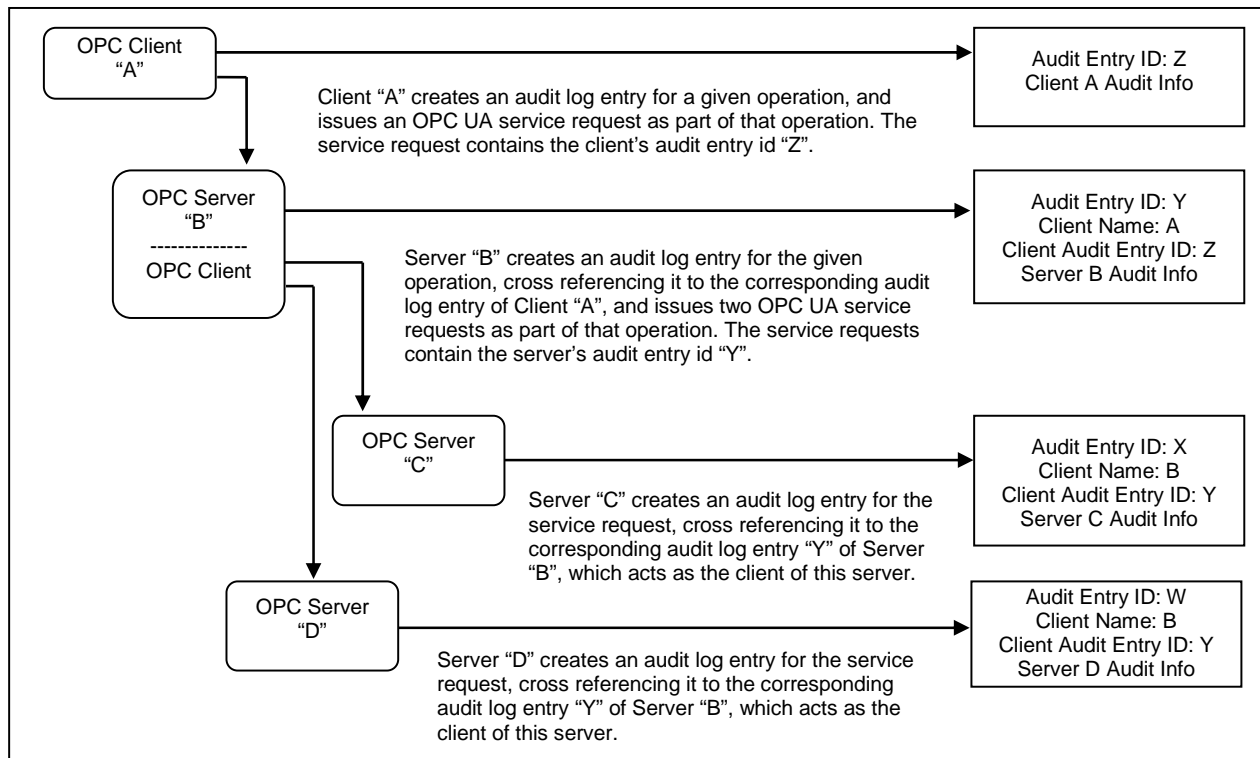 OPC Client
“A”
Audit Entry ID: Z
Client A Audit Info
Client “A” creates an audit log entry for a given operation, and
issues an OPC UA service request as part of that operation. The
service request contains the client’s audit entry id “Z”.
OPC Server
“B”
---------------
OPC Client
Audit Entry ID: Y
Client Name: A
Client Audit Entry ID: Z
Server B Audit Info
Server “B” creates an audit log entry for the given
operation, cross referencing it to the corresponding audit
log entry of Client “A”, and issues two OPC UA service
requests as part of that operation. The service requests
contain the server’s audit entry id “Y”.
OPC Server
“C”
Audit Entry ID: X
Client Name: B
Client Audit Entry ID: Y
Server C Audit Info
Server “C” creates an audit log entry for the
service request, cross referencing it to the
corresponding audit log entry “Y” of Server
“B”, which acts as the client of this server.
OPC Server
“D”
Audit Entry ID: W
Client Name: B
Client Audit Entry ID: Y
Server D Audit Info
Server “D” creates an audit log entry for the service
request, cross referencing it to the corresponding
audit log entry “Y” of Server “B”, which acts as the
client of this server.